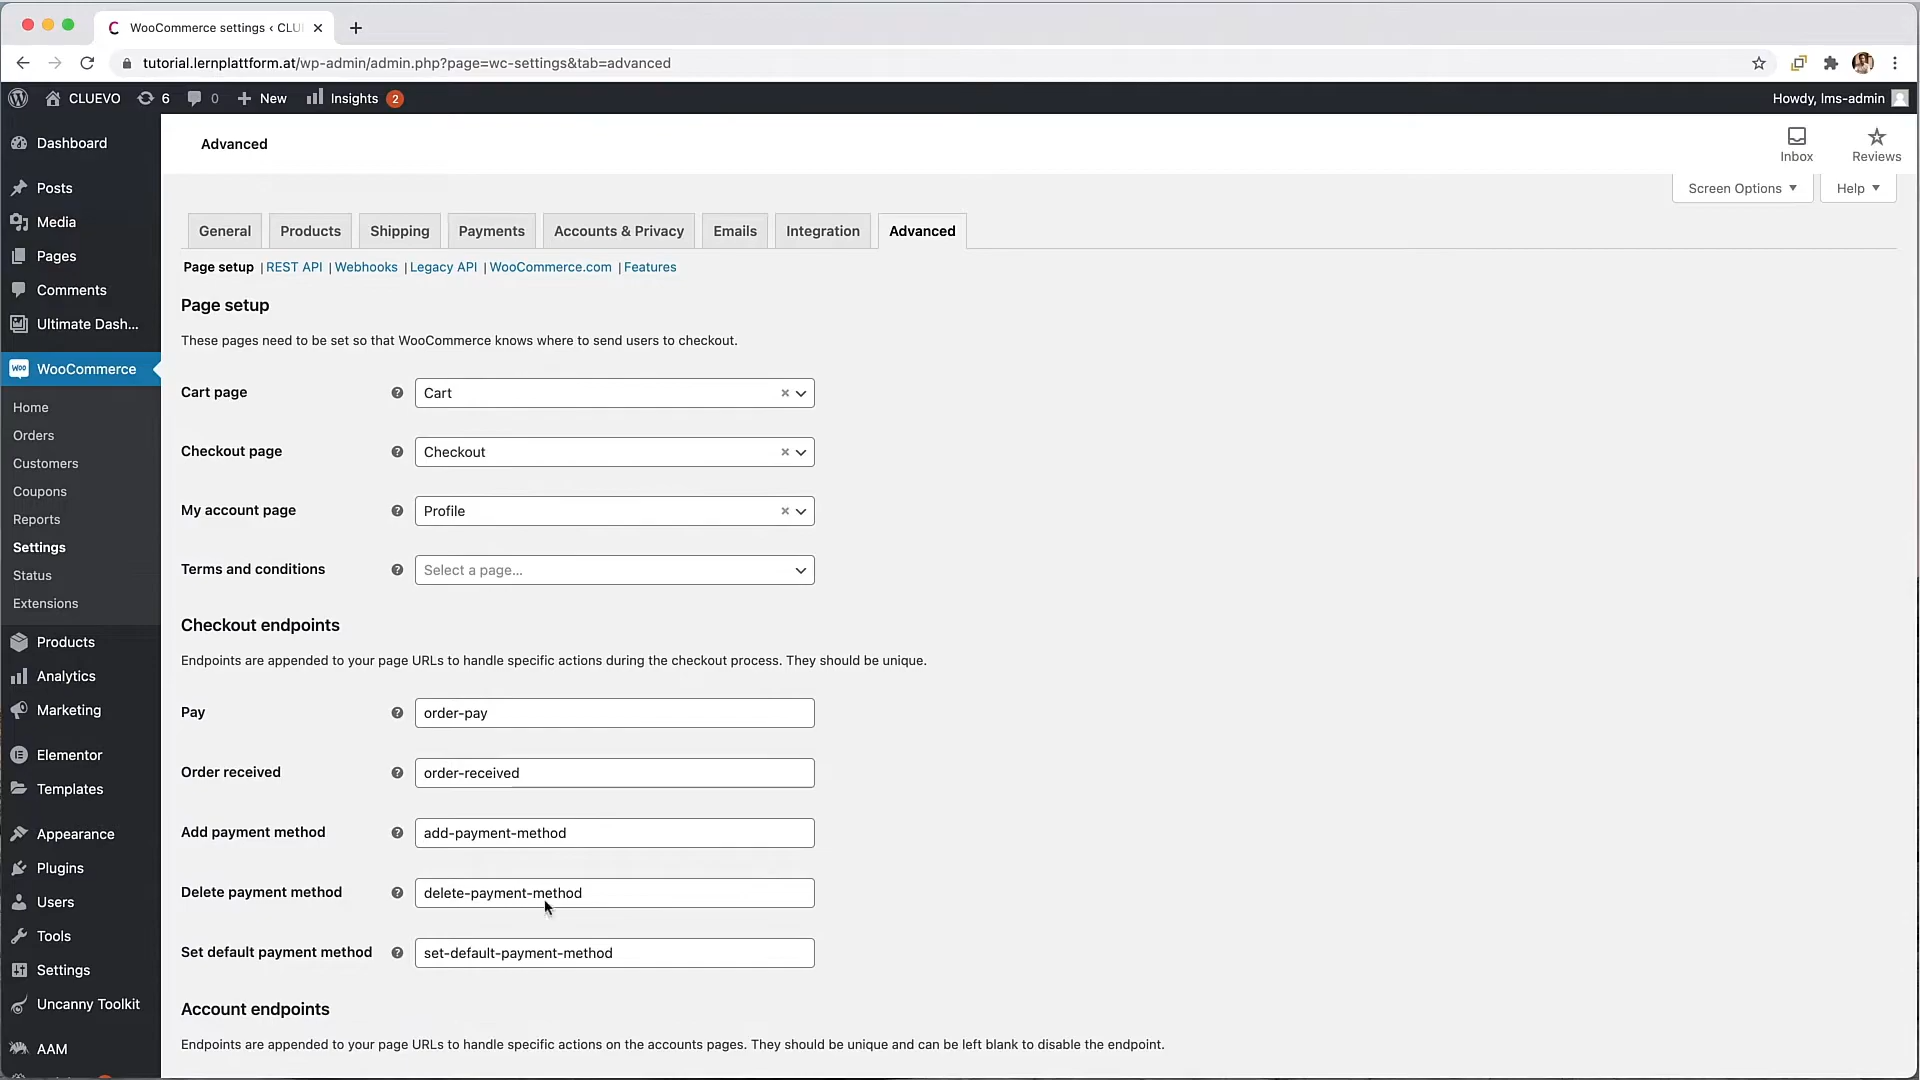 WooCommerce settings ‹ CLU
tutorial.lernplattform.at/wp-admin/admin.php?page=wc-settings&tab=advanced
CLUEVO 6 0 New Insights 2 Howdy, lms-admin
Dashboard
Posts
Media
Pages
Comments
Ultimate Dash...
WooCommerce
Home
Orders
Customers
Coupons
Reports
Settings
Status
Extensions
Products
Analytics
Marketing
Elementor
Templates
Appearance
Plugins
Users
Tools
Settings
Uncanny Toolkit
AAM
Advanced
Inbox Reviews
Screen Options Help
General Products Shipping Payments Accounts & Privacy Emails Integration Advanced
Page setup | REST API | Webhooks | Legacy API | WooCommerce.com | Features
Page setup
These pages need to be set so that WooCommerce knows where to send users to checkout.
Cart page Cart
Checkout page Checkout
My account page Profile
Terms and conditions Select a page...
Checkout endpoints
Endpoints are appended to your page URLs to handle specific actions during the checkout process. They should be unique.
Pay order-pay
Order received order-received
Add payment method add-payment-method
Delete payment method delete-payment-method
Set default payment method set-default-payment-method
Account endpoints
Endpoints are appended to your page URLs to handle specific actions on the accounts pages. They should be unique and can be left blank to disable the endpoint.